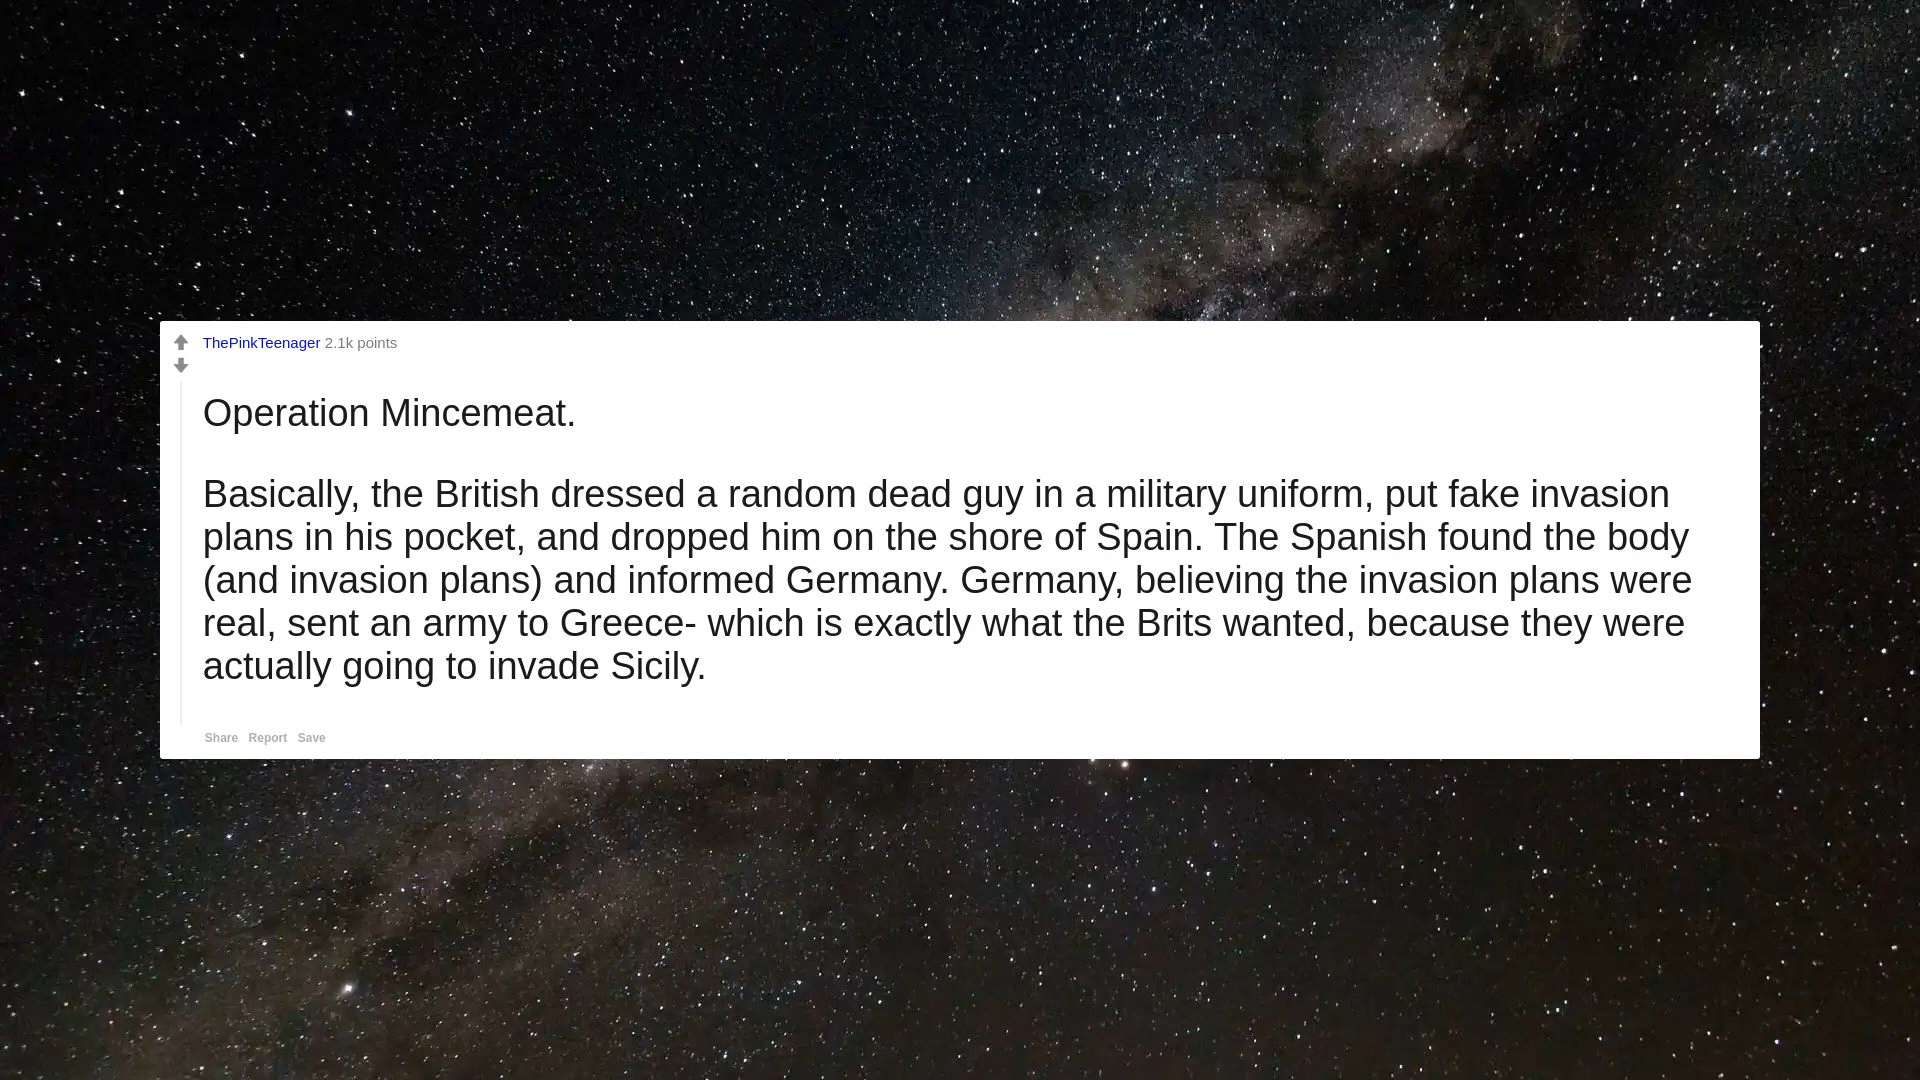 ThePinkTeenager 2.1k points
Operation Mincemeat.
Basically, the British dressed a random dead guy in a military uniform, put fake invasion
plans in his pocket, and dropped him on the shore of Spain. The Spanish found the body
(and invasion plans) and informed Germany. Germany, believing the invasion plans were
real, sent an army to Greece- which is exactly what the Brits wanted, because they were
actually going to invade Sicily.
Share Report Save